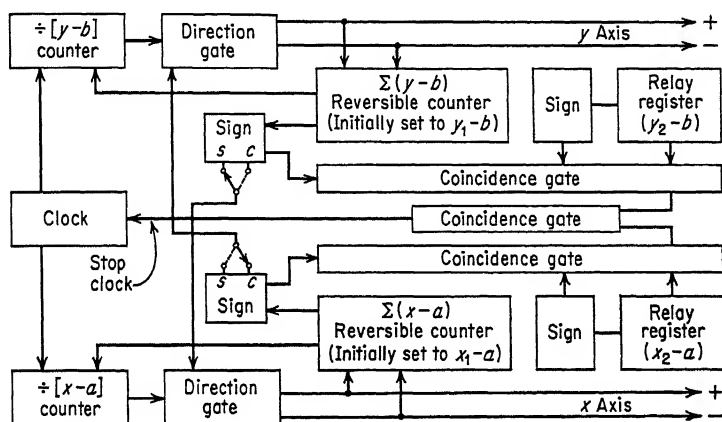 ÷ [y-b]
counter
Direction
gate
y Axis
+
−
Σ(y-b)
Reversible counter
(Initially set to y₁-b)
Sign
Relay
register
(y₂-b)
Sign
s c
Coincidence gate
Clock
Coincidence gate
Stop
clock
Coincidence gate
s c
Sign
Σ(x-a)
Reversible counter
(Initially set to x₁-a)
Sign
Relay
register
(x₂-a)
÷ [x-a]
counter
Direction
gate
x Axis
+
−